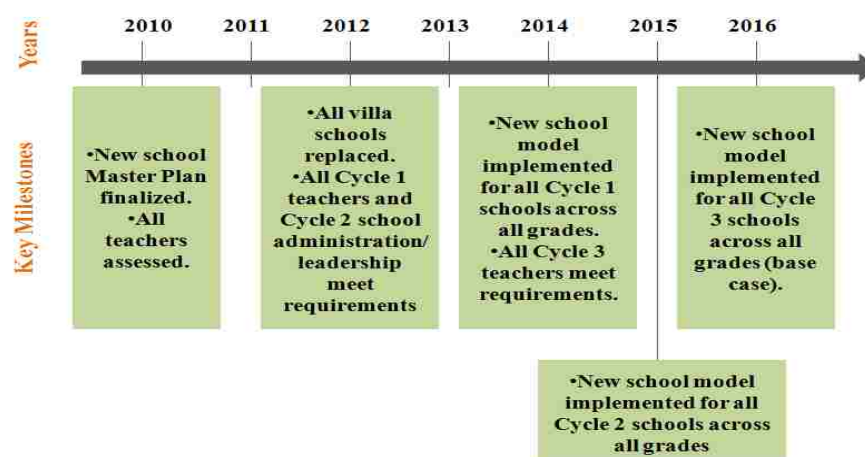 Years
2010 2011 2012 2013 2014 2015 2016
Key Milestones
•New school
Master Plan
finalized.
•All
teachers
assessed.
•All villa
schools
replaced.
•All Cycle 1
teachers and
Cycle 2 school
administration/
leadership
meet
requirements
•New school
model
implemented
for all Cycle 1
schools across
all grades.
•All Cycle 3
teachers meet
requirements.
•New school
model
implemented
for all Cycle
3 schools
across all
grades (base
case).
•New school model
implemented for all
Cycle 2 schools across
all grades